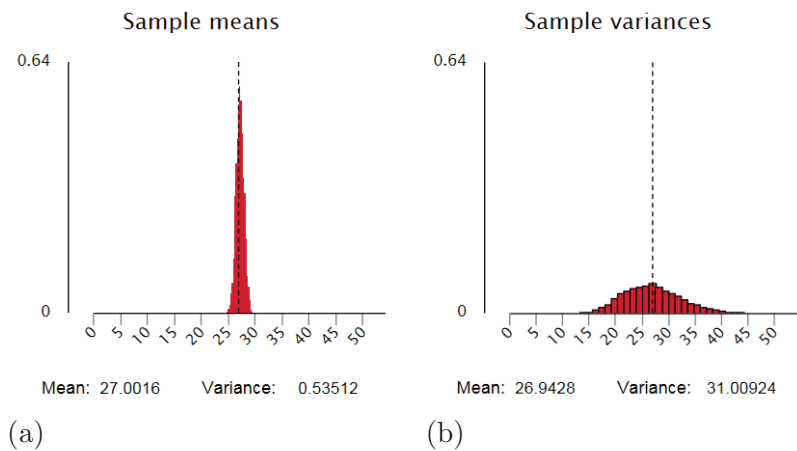 Sample means
0.64
0
0 5 10 15 20 25 30 35 40 45 50
Mean: 27.0016 Variance: 0.53512
(a)
Sample variances
0.64
0
0 5 10 15 20 25 30 35 40 45 50
Mean: 26.9428 Variance: 31.00924
(b)